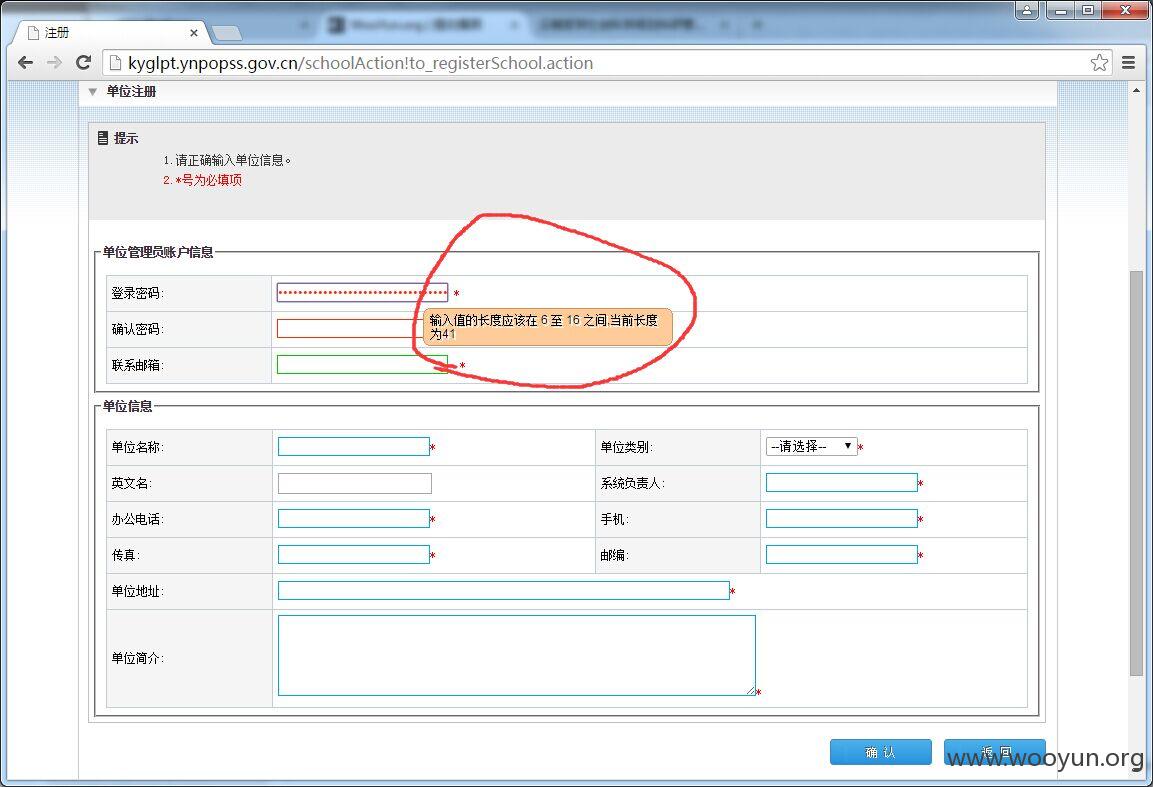 注册
kyglpt.ynpopss.gov.cn/schoolAction!to_registerSchool.action
单位注册
提示
1.请正确输入单位信息。
2.*号为必填项
单位管理员账户信息
登录密码: *
输入值的长度应该在 6 至 16 之间,当前长度
为41
确认密码:
联系邮箱: *
单位信息
单位名称: * 单位类别: --请选择-- *
英文名: 系统负责人: *
办公电话: * 手机: *
传真: * 邮编: *
单位地址: *
单位简介: *
确 认 返 回
www.wooyun.org